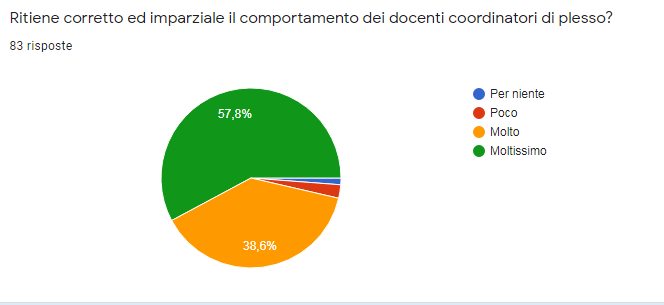 Ritiene corretto ed imparziale il comportamento dei docenti coordinatori di plesso?
83 risposte
57,8%
38,6%
Per niente
Poco
Molto
Moltissimo